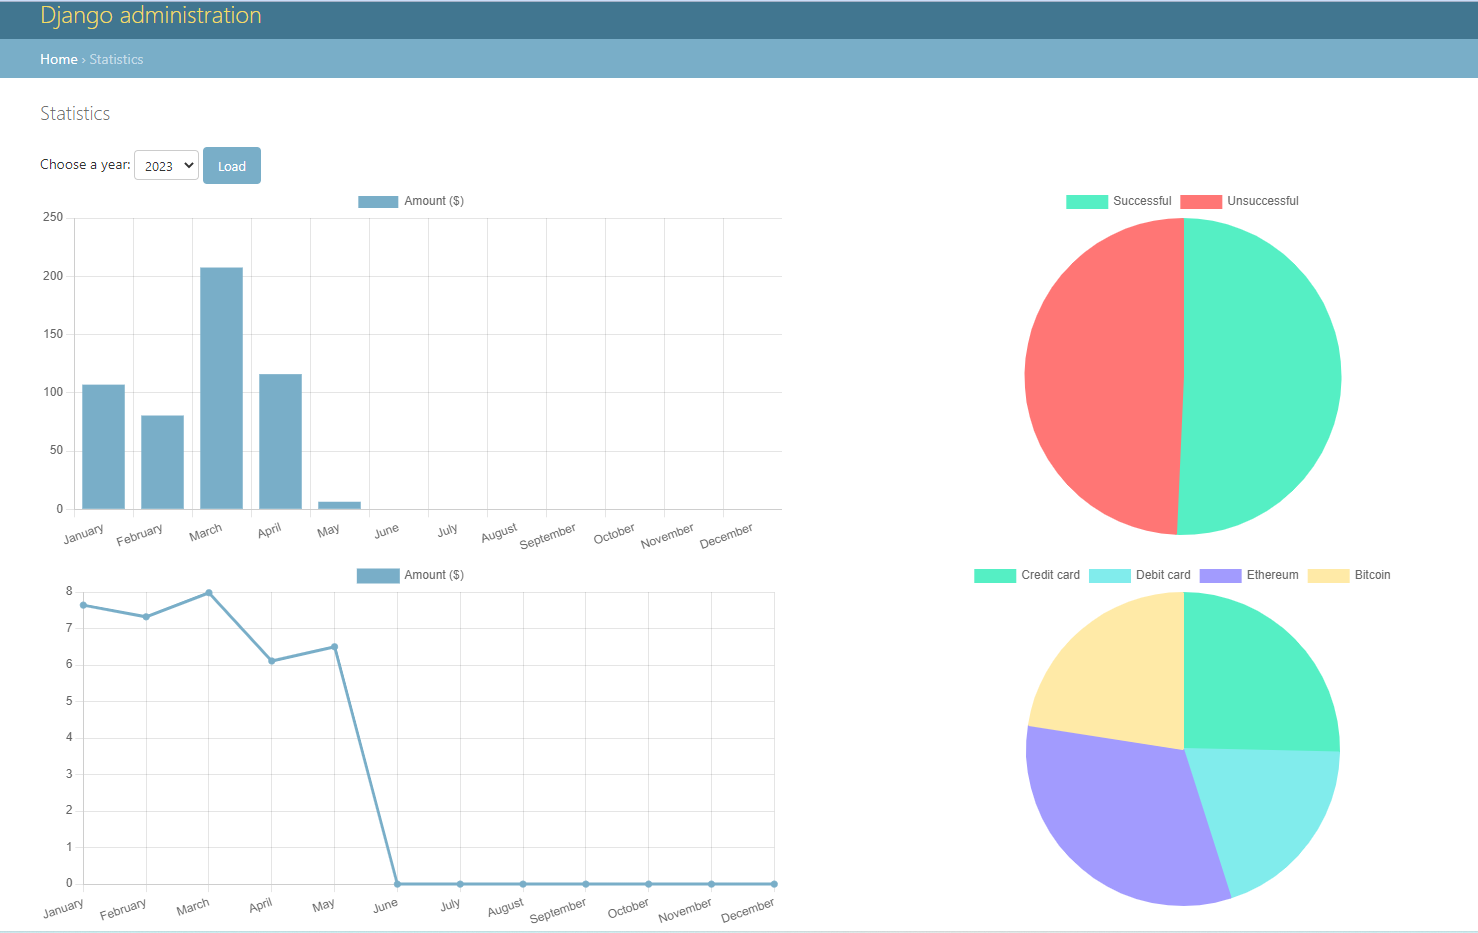 Django administration
Home › Statistics
Statistics
Choose a year: 2023 Load
Amount ($)
250
200
150
100
50
0
January February March April May June July August September October November December
Successful Unsuccessful
Amount ($)
8
7
6
5
4
3
2
1
0
January February March April May June July August September October November December
Credit card Debit card Ethereum Bitcoin